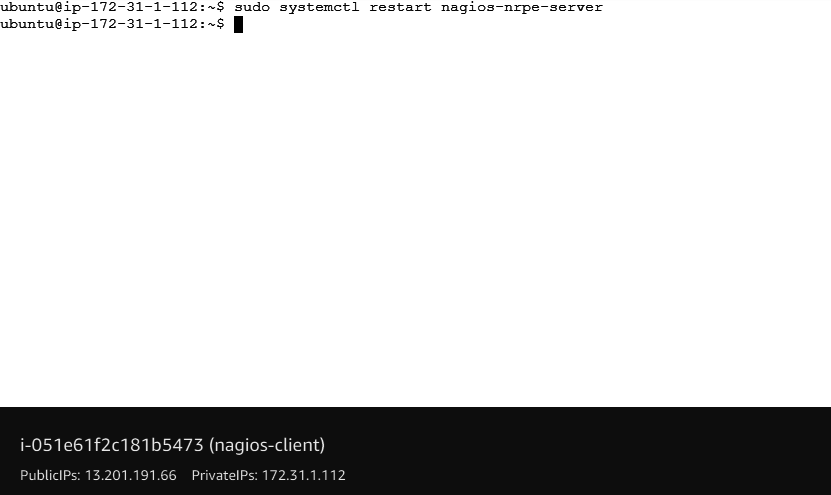 ubuntu@ip-172-31-1-112:~$ sudo systemctl restart nagios-nrpe-server
ubuntu@ip-172-31-1-112:~$
i-051e61f2c181b5473 (nagios-client)
PublicIPs: 13.201.191.66 PrivateIPs: 172.31.1.112